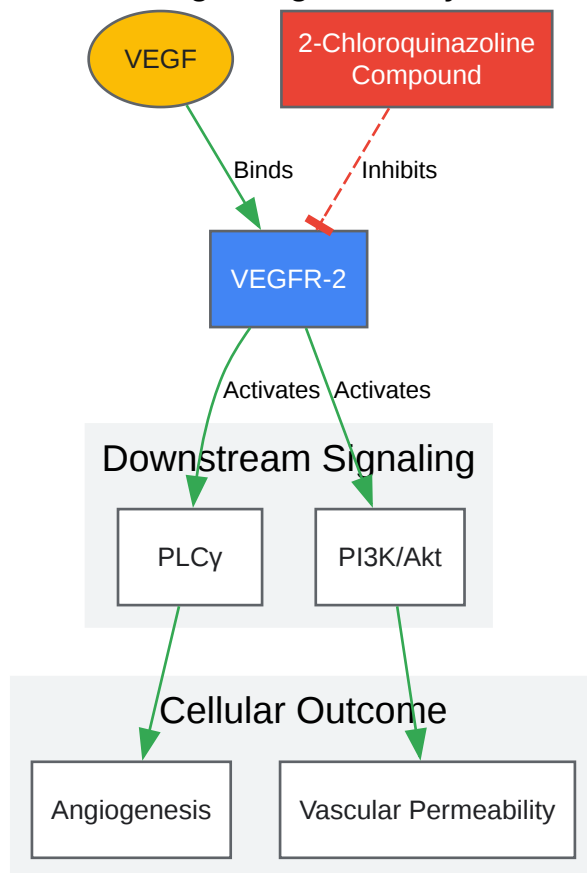 VEGF
2-Chloroquinazoline
Compound
Binds
Inhibits
VEGFR-2
Activates
Activates
Downstream Signaling
PLCγ
PI3K/Akt
Cellular Outcome
Angiogenesis
Vascular Permeability